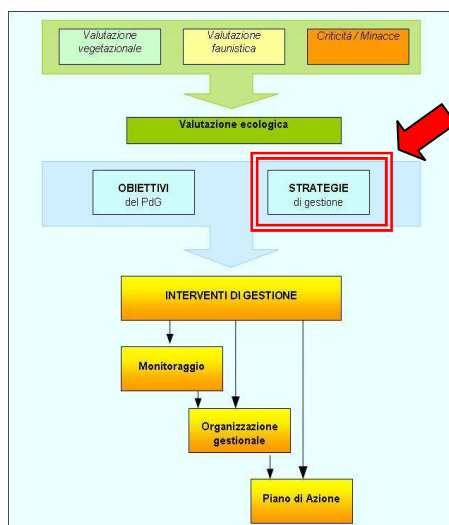 Valutazione
vegetazionale
Valutazione
faunistica
Criticità / Minacce
Valutazione ecologica
OBIETTIVI
del PdG
STRATEGIE
di gestione
INTERVENTI DI GESTIONE
Monitoraggio
Organizzazione
gestionale
Piano di Azione